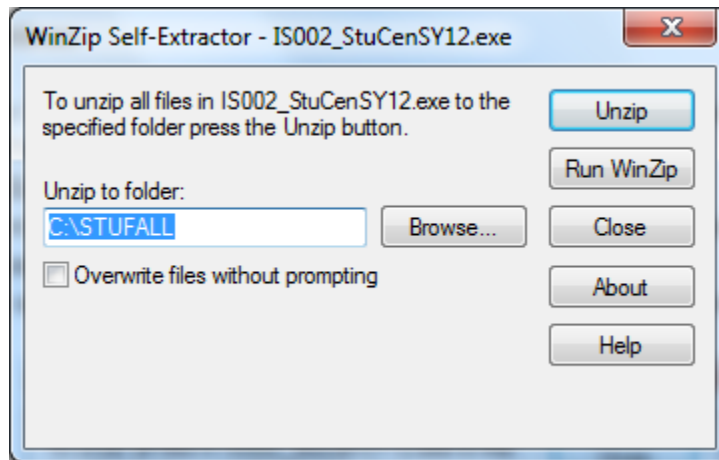 WinZip Self-Extractor - IS002_StuCenSY12.exe
To unzip all files in IS002_StuCenSY12.exe to the
specified folder press the Unzip button.
Unzip to folder:
C:\STUFALL
Browse...
Overwrite files without prompting
Unzip
Run WinZip
Close
About
Help